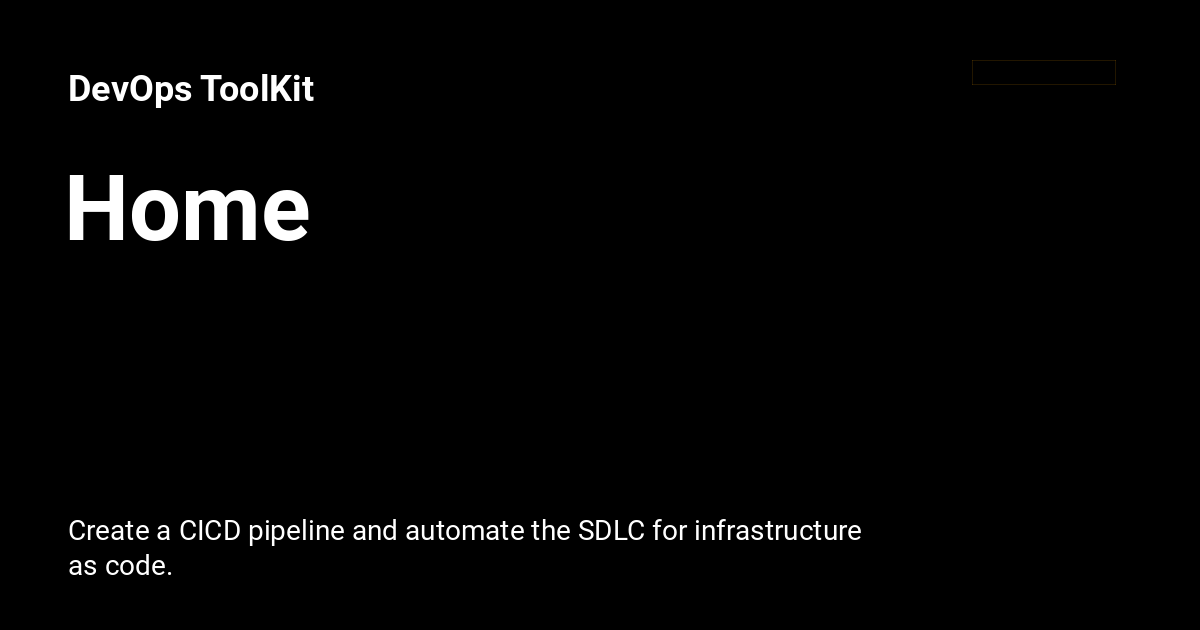 DevOps ToolKit
Home
Create a CICD pipeline and automate the SDLC for infrastructure
as code.